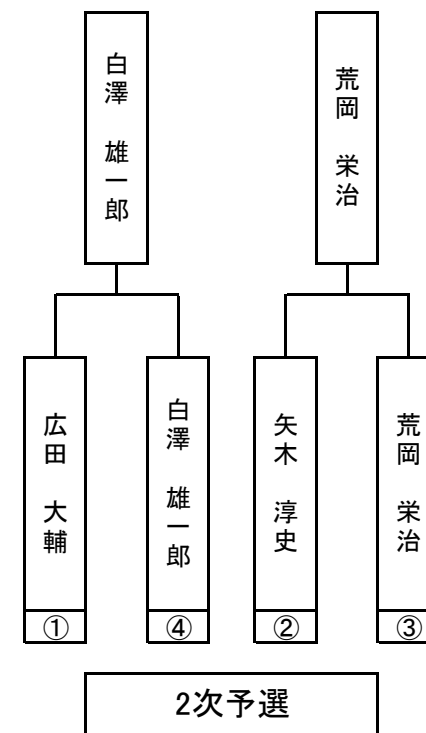 白澤 雄一郎
荒岡 栄治
広田 大輔
白澤 雄一郎
矢木 淳史
荒岡 栄治
①
④
②
③
2次予選